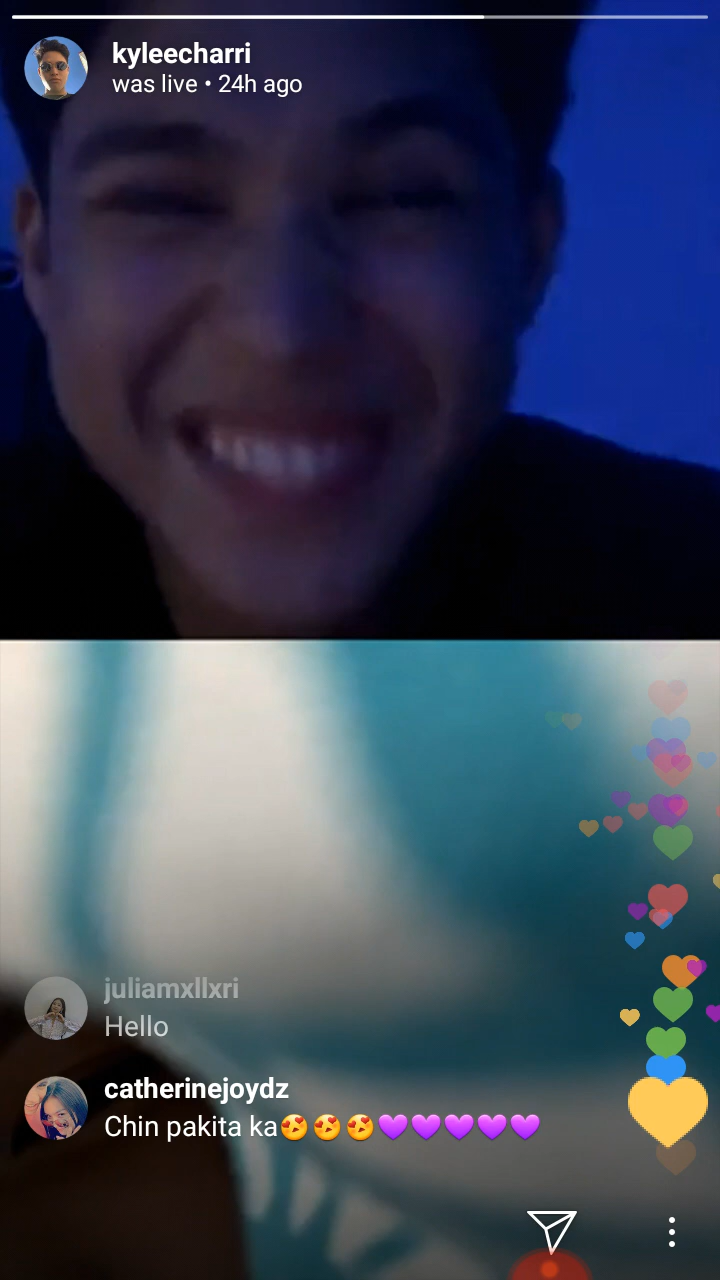 kyleecharri
was live • 24h ago
juliamxllxri
Hello
catherinejoydz
Chin pakita ka😍😍😍💜💜💜💜💜